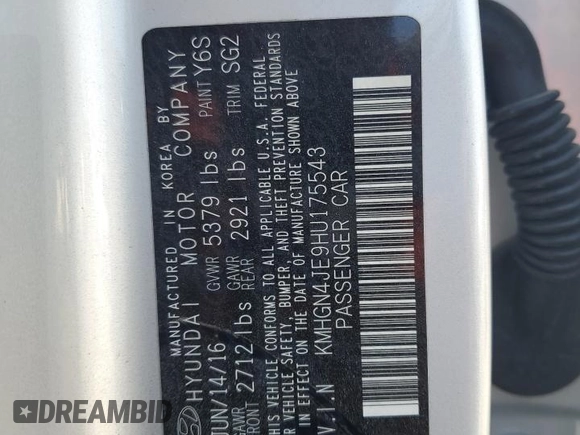 MANUFACTURED IN KOREA BY
HYUNDAI MOTOR COMPANY
JUN/14/16 GVWR 5379 lbs PAINT Y6S
GAWR FRONT 2712 lbs GAWR REAR 2921 lbs TRIM SG2
THIS VEHICLE CONFORMS TO ALL APPLICABLE U.S.A. FEDERAL
VEHICLE SAFETY, BUMPER, AND THEFT PREVENTION STANDARDS
IN EFFECT ON THE DATE OF MANUFACTURE SHOWN ABOVE
V.I.N KMHGN4JE9HU175543
PASSENGER CAR
DREAMBID